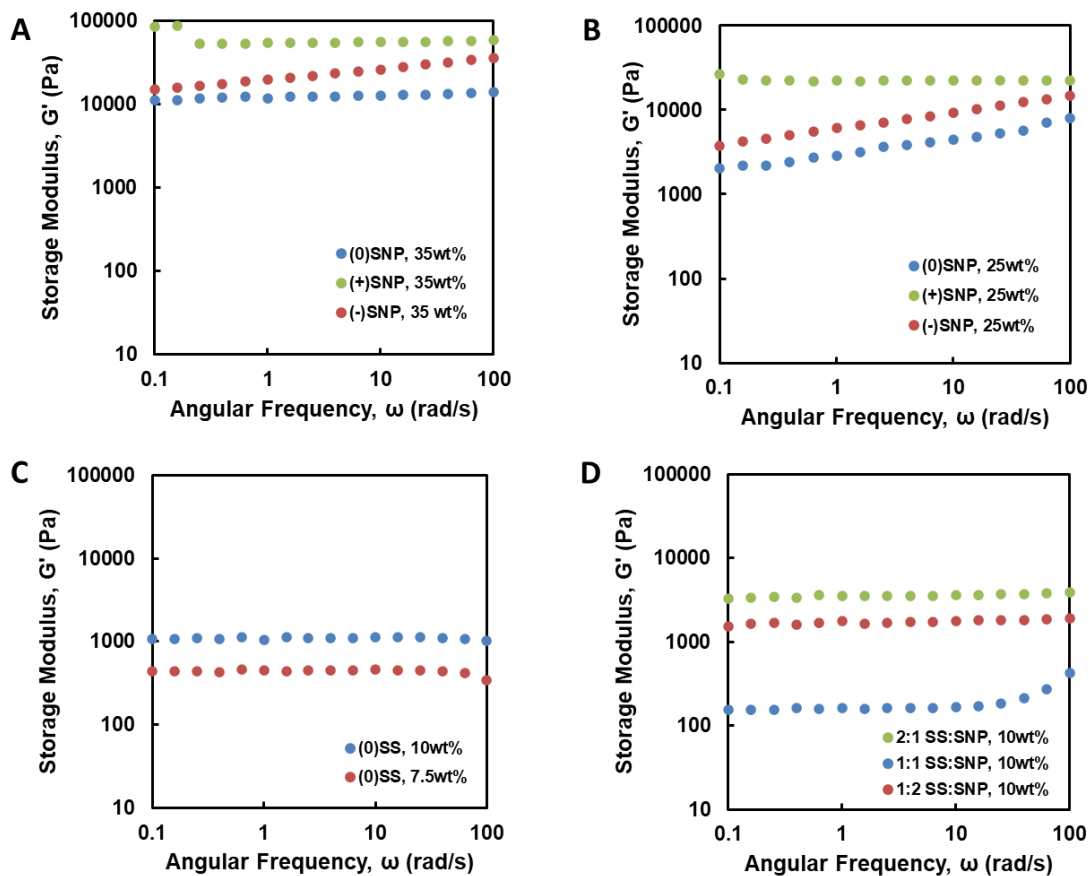 A
Storage Modulus, G' (Pa)
100000
10000
1000
100
10
(0)SNP, 35wt%
(+)SNP, 35wt%
(-)SNP, 35 wt%
0.1
1
10
100
Angular Frequency, ω (rad/s)
B
Storage Modulus, G' (Pa)
100000
10000
1000
100
10
(0)SNP, 25wt%
(+)SNP, 25wt%
(-)SNP, 25wt%
0.1
1
10
100
Angular Frequency, ω (rad/s)
C
Storage Modulus, G' (Pa)
100000
10000
1000
100
10
(0)SS, 10wt%
(0)SS, 7.5wt%
0.1
1
10
100
Angular Frequency, ω (rad/s)
D
Storage Modulus, G' (Pa)
100000
10000
1000
100
10
2:1 SS:SNP, 10wt%
1:1 SS:SNP, 10wt%
1:2 SS:SNP, 10wt%
0.1
1
10
100
Angular Frequency, ω (rad/s)